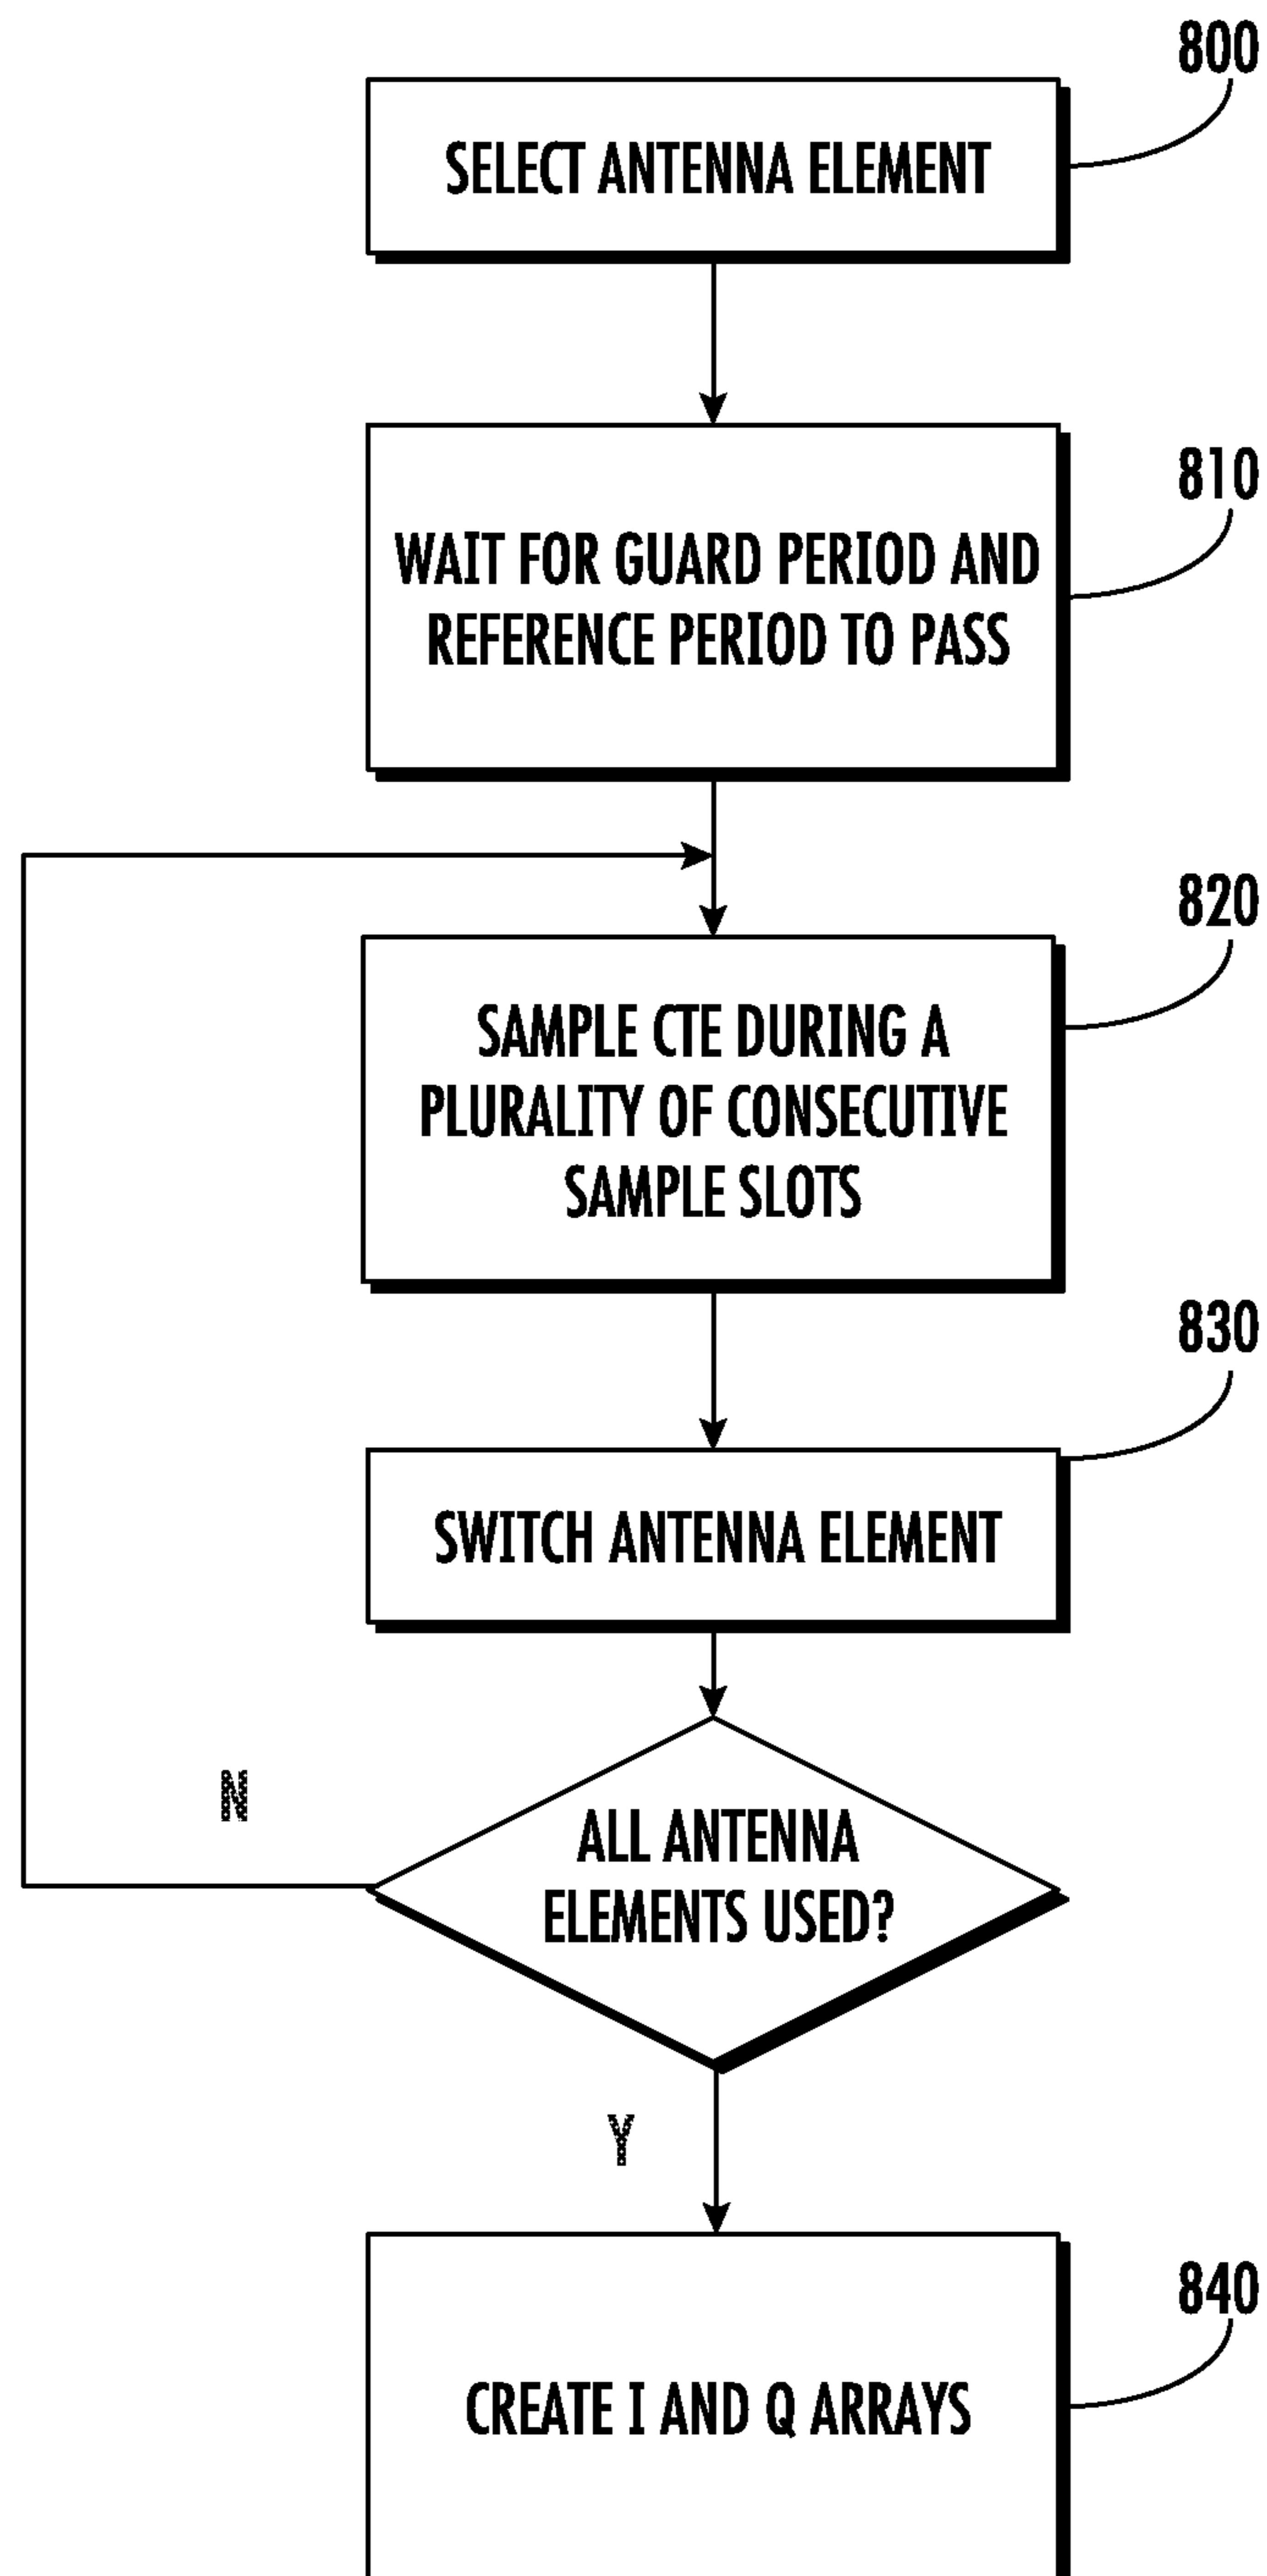 800
SELECT ANTENNA ELEMENT
810
WAIT FOR GUARD PERIOD AND
REFERENCE PERIOD TO PASS
820
SAMPLE CTE DURING A
PLURALITY OF CONSECUTIVE
SAMPLE SLOTS
830
SWITCH ANTENNA ELEMENT
N
ALL ANTENNA
ELEMENTS USED?
Y
840
CREATE I AND Q ARRAYS